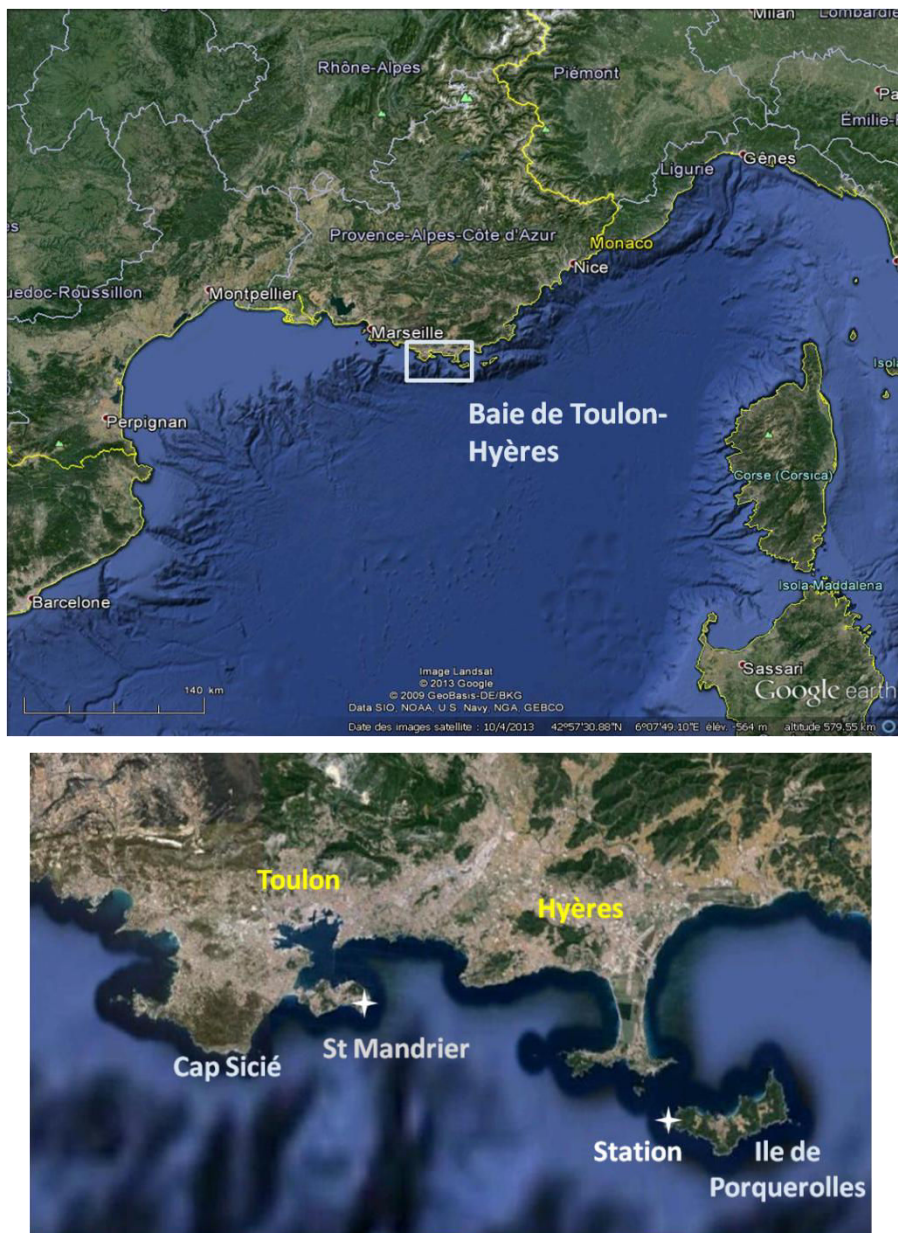 Milan
Lombardie
Rhône-Alpes
Piémont
Pa
Émilie-
Gênes
Ligurie
Provence-Alpes-Côte d'Azur
Monaco
Nice
uedoc-Roussillon
Montpellier
Marseille
Baie de Toulon-
Hyères
Perpignan
Corse (Corsica)
Isola Maddalena
Barcelone
Sassari
Image Landsat
© 2013 Google
© 2009 GeoBasis-DE/BKG
Data SIO, NOAA, U.S. Navy, NGA, GEBCO
Google earth
140 km
Date des images satellite : 10/4/2013 42°57'30.88"N 6°07'49.10"E élév. -564 m altitude 579.55 km
Toulon
Hyères
St Mandrier
Cap Sicié
Station
Ile de
Porquerolles